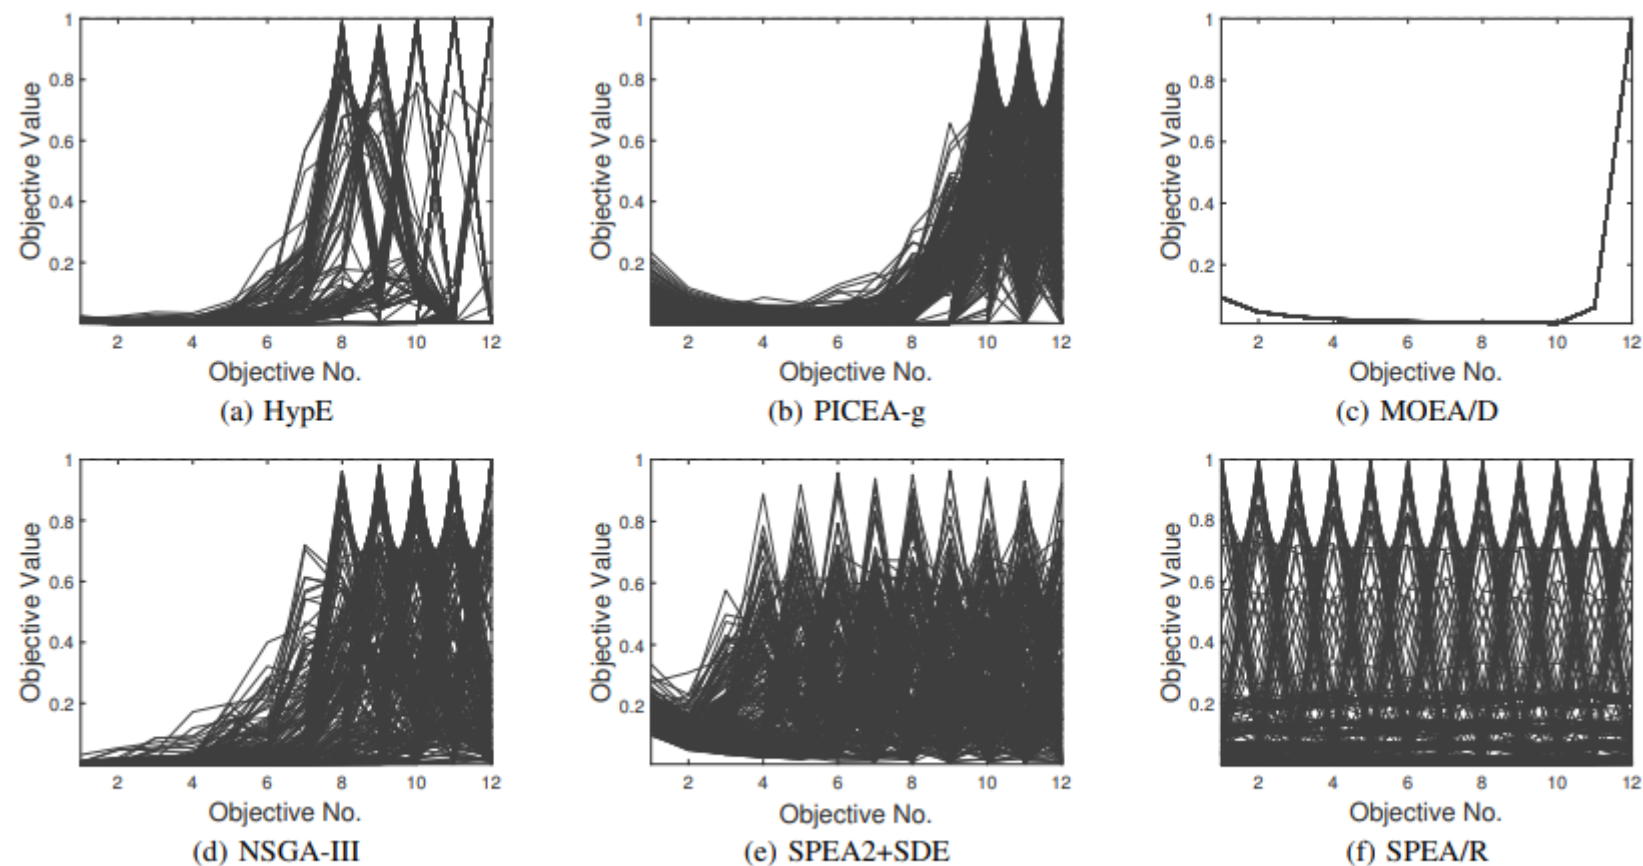 1
0.8
0.6
0.4
0.2
Objective Value
2 4 6 8 10 12
Objective No.
(a) HypE
1
0.8
0.6
0.4
0.2
Objective Value
2 4 6 8 10 12
Objective No.
(b) PICEA-g
1
0.8
0.6
0.4
0.2
Objective Value
2 4 6 8 10 12
Objective No.
(c) MOEA/D
1
0.8
0.6
0.4
0.2
Objective Value
2 4 6 8 10 12
Objective No.
(d) NSGA-III
1
0.8
0.6
0.4
0.2
Objective Value
2 4 6 8 10 12
Objective No.
(e) SPEA2+SDE
1
0.8
0.6
0.4
0.2
Objective Value
2 4 6 8 10 12
Objective No.
(f) SPEA/R